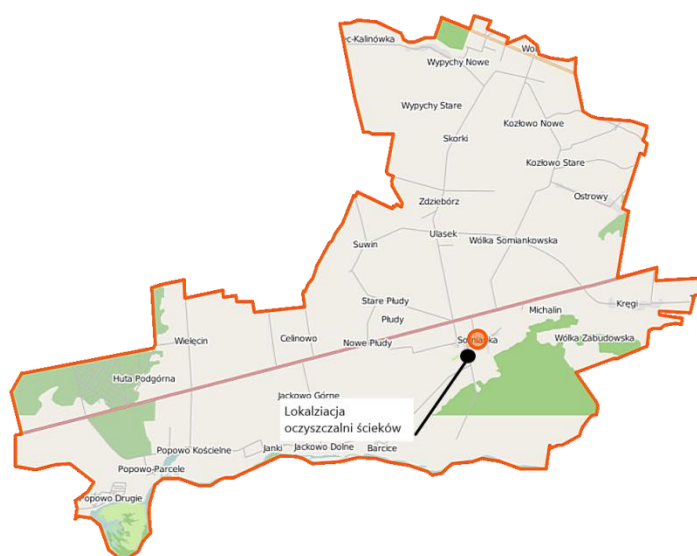 ec-Kalinówka
Wypychy Nowe
Wypychy Stare
Kozłowo Nowe
Skorki
Kozłowo Stare
Ostrowy
Zdziebórz
Ulasek
Suwin
Wólka Somiankowska
Stare Płudy
Kręgi
Michalin
Płudy
Wielęcin
Celinowo
Nowe Płudy
Somianka
Wólka Zabudowska
Huta Podgórna
Jackowo Górne
Lokalziacja
oczyszczalni ścieków
Popowo Kościelne
Janki
Jackowo Dolne
Barcice
Popowo-Parcele
Popowo Drugie